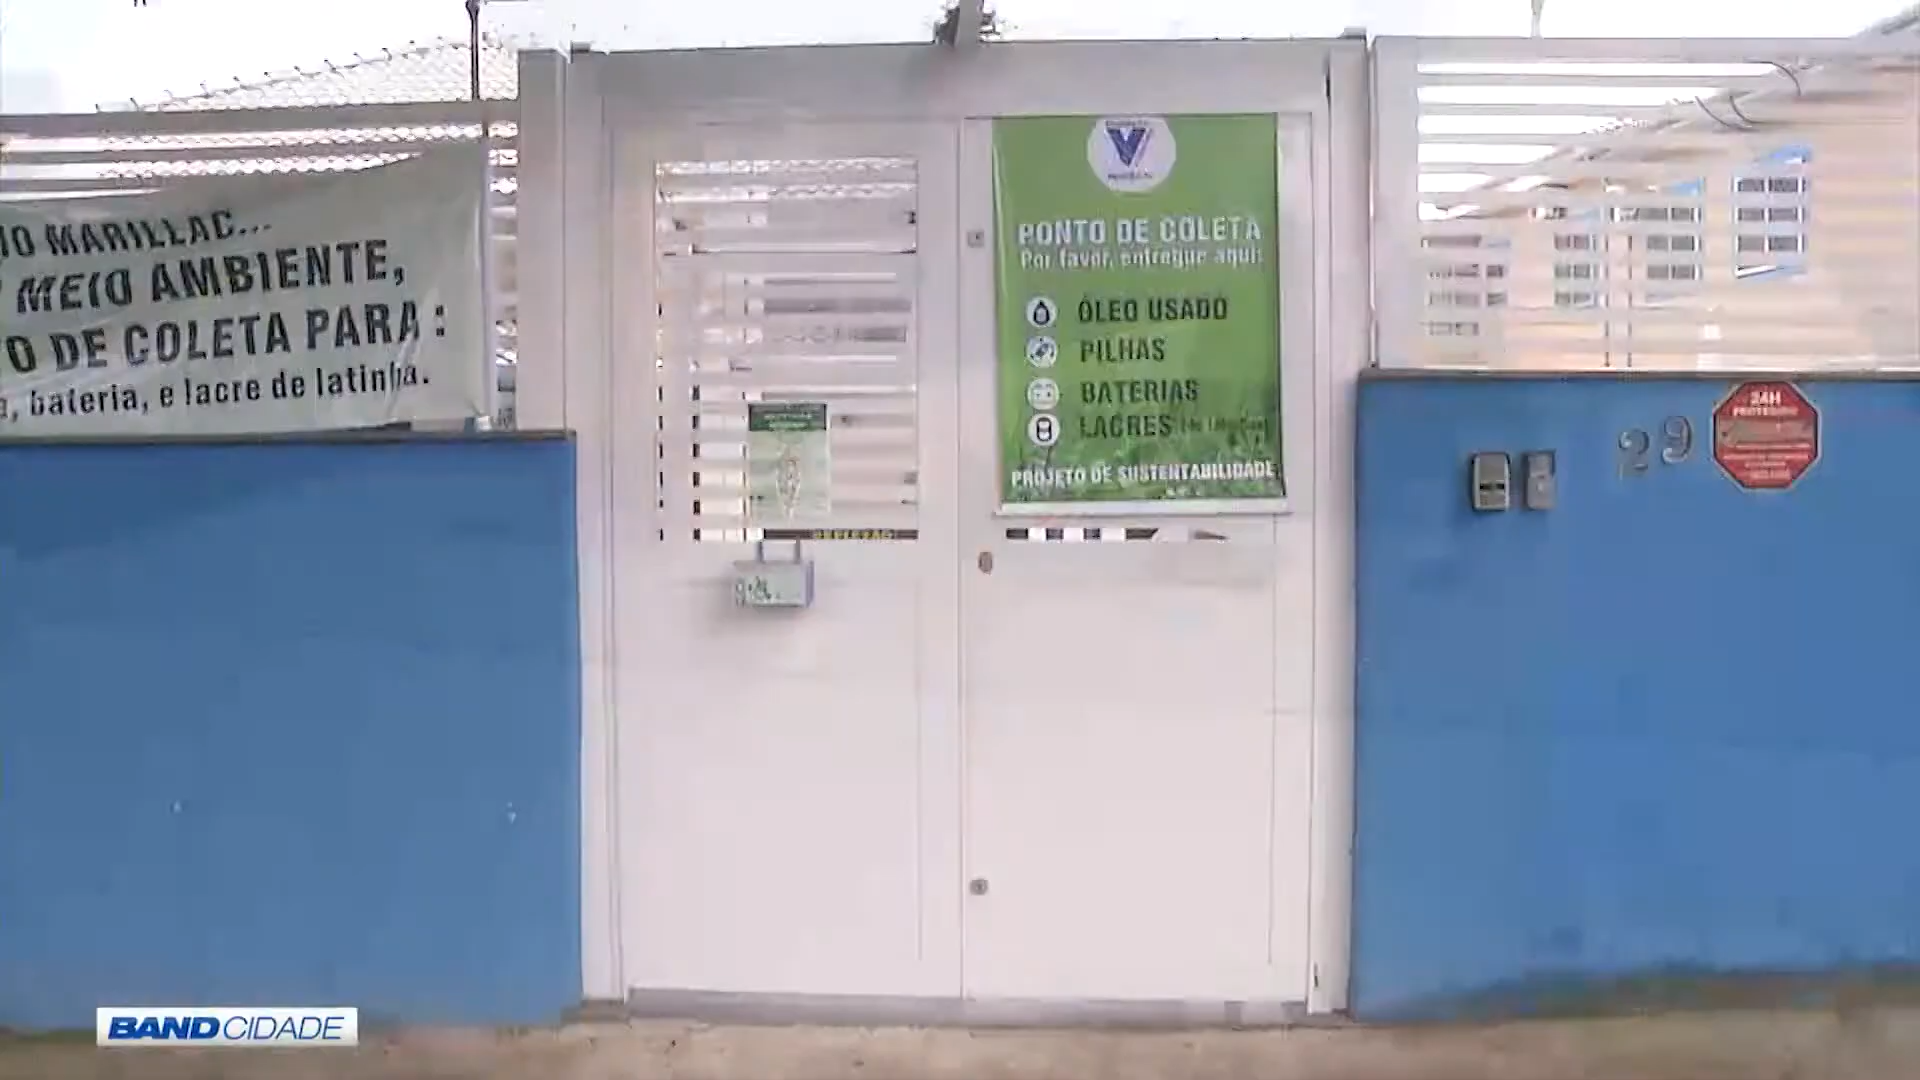 MARILLAC...
MEIO AMBIENTE,
DE COLETA PARA :
bateria, e lacre de latinha.
V
PONTO DE COLETA
Por favor, entregue aqui:
ÓLEO USADO
PILHAS
BATERIAS
LACRES
PROJETO DE SUSTENTABILIDADE
REFLEXÃO
29
24H
BAND CIDADE